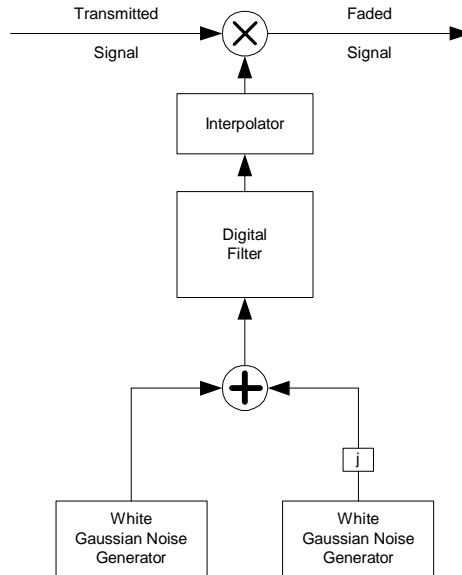 Transmitted
Signal
Faded
Signal
Interpolator
Digital
Filter
j
White
Gaussian Noise
Generator
White
Gaussian Noise
Generator